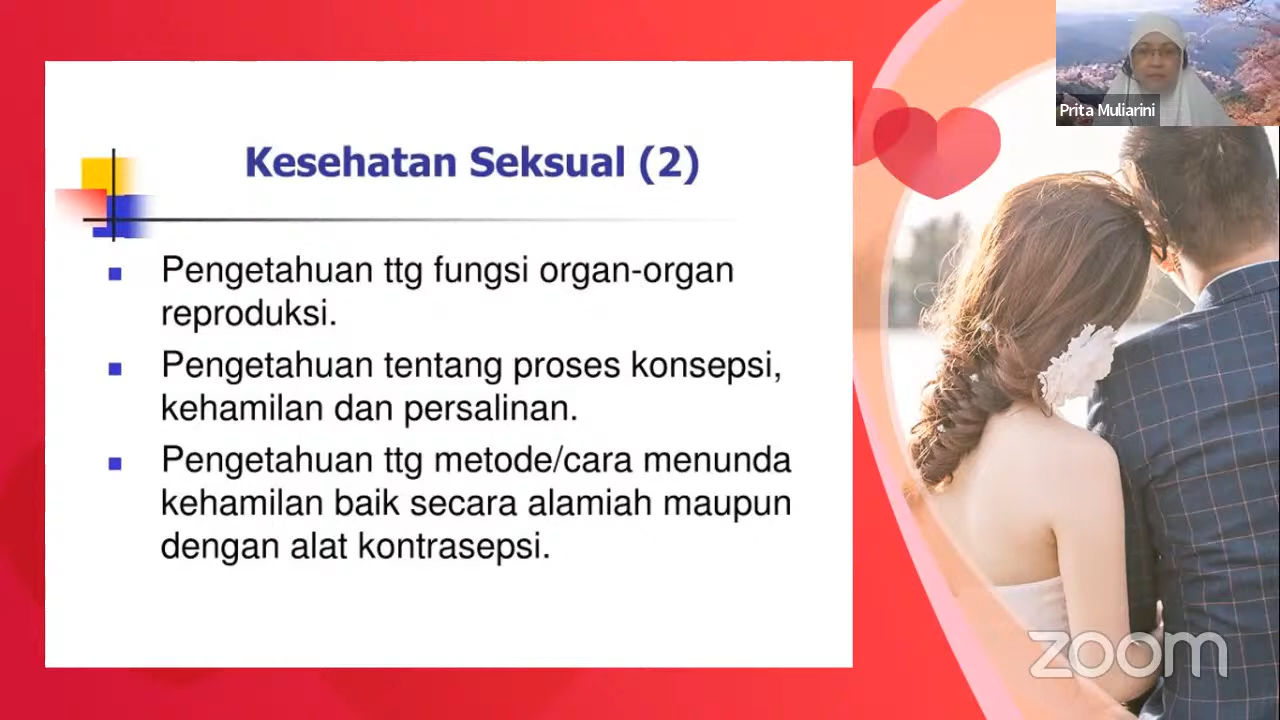 Kesehatan Seksual (2)
Pengetahuan ttg fungsi organ-organ
reproduksi.
Pengetahuan tentang proses konsepsi,
kehamilan dan persalinan.
Pengetahuan ttg metode/cara menunda
kehamilan baik secara alamiah maupun
dengan alat kontrasepsi.
Prita Muliarini
zoom